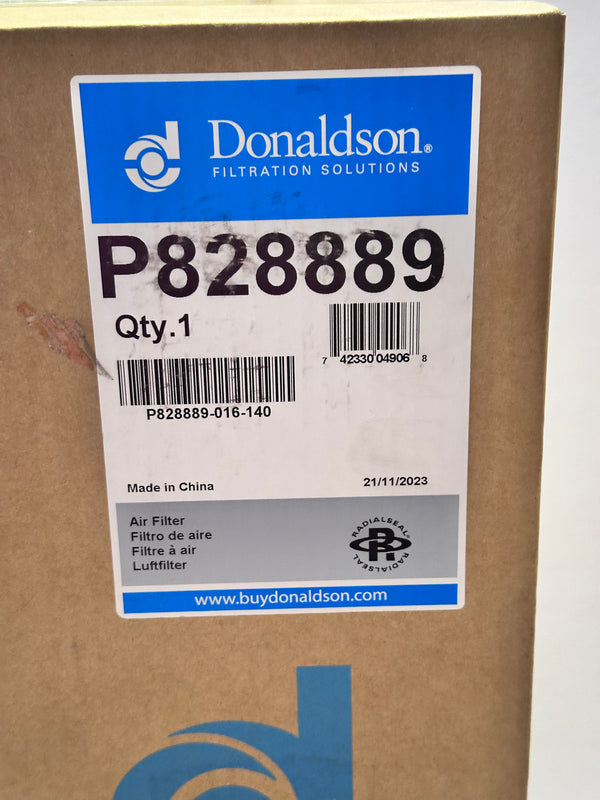 Donaldson®
FILTRATION SOLUTIONS
P828889
Qty.1
7 42330 04906 8
P828889-016-140
Made in China
21/11/2023
Air Filter
Filtro de aire
Filtre à air
Luftfilter
RADIALSEAL®
RADIALSEAL
www.buydonaldson.com